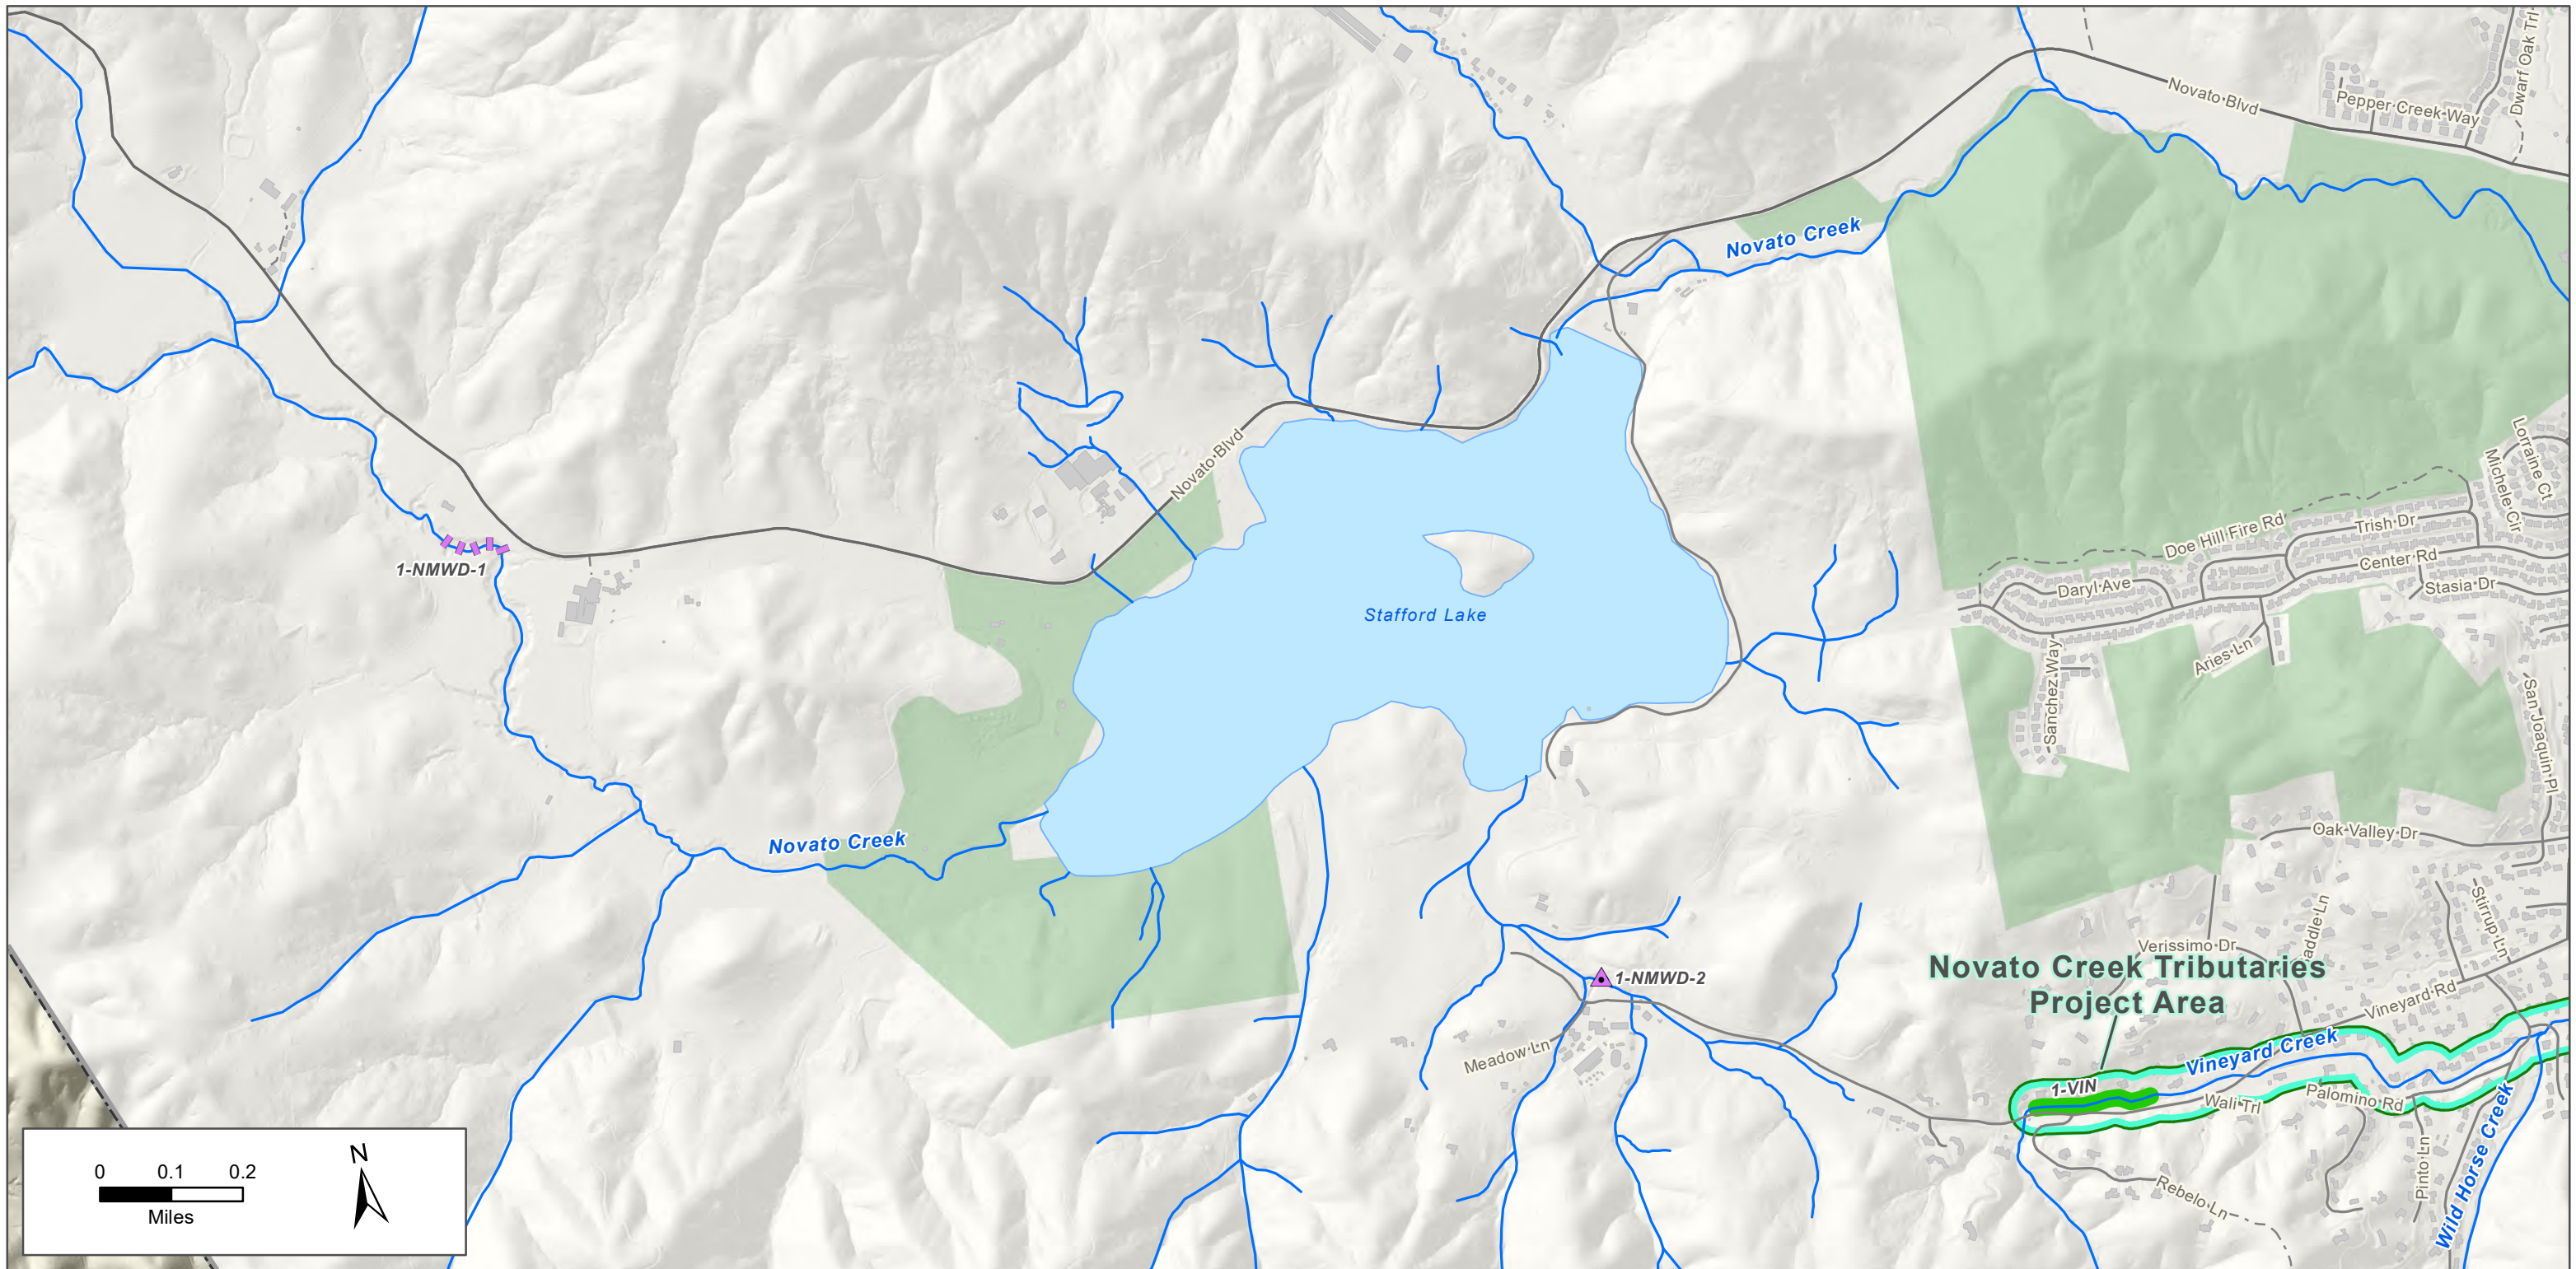 Dwarf Oak Trl
Novato Blvd
Pepper Creek Way
Novato Creek
Lorraine Ct
Michele Cir
Novato Blvd
Doe Hill Fire Rd
Trish Dr
Center Rd
1-NMWD-1
Daryl Ave
Stasia Dr
Stafford Lake
Aries Ln
Sanchez Way
San Joaquin Pl
Novato Creek
Oak Valley Dr
Stirrup Ln
addle Ln
Verissimo Dr
Novato Creek Tributaries
Project Area
1-NMWD-2
Vineyard Rd
Meadow Ln
Vineyard Creek
1-VIN
Wali Trl
Palomino Rd
Wild Horse Creek
Pinto Ln
Rebelo Ln
N
0 0.1 0.2
Miles